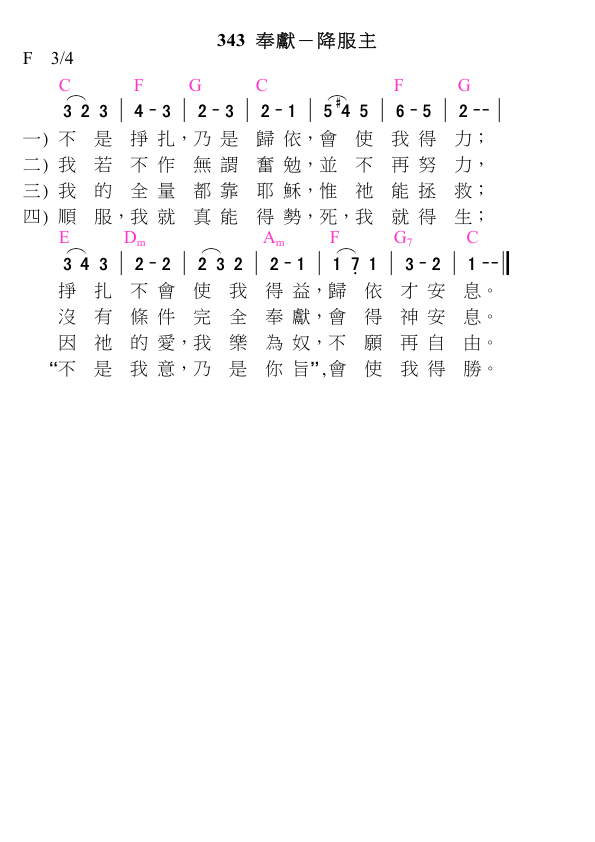 343 奉獻－降服主
F 3/4
C F G C F G
3 2 3 | 4 - 3 | 2 - 3 | 2 - 1 | 5 #4 5 | 6 - 5 | 2 - - |
一) 不 是 掙 扎，乃 是 歸 依，會 使 我 得 力；
二) 我 若 不 作 無 謂 奮 勉，並 不 再 努 力，
三) 我 的 全 量 都 靠 耶 穌，惟 祂 能 拯 救；
四) 順 服，我 就 真 能 得 勢，死，我 就 得 生；
E Dm Am F G7 C
3 4 3 | 2 - 2 | 2 3 2 | 2 - 1 | 1 7̣ 1 | 3 - 2 | 1 - - ||
掙 扎 不 會 使 我 得 益，歸 依 才 安 息。
沒 有 條 件 完 全 奉 獻，會 得 神 安 息。
因 祂 的 愛，我 樂 為 奴，不 願 再 自 由。
“不 是 我 意，乃 是 你 旨”，會 使 我 得 勝。